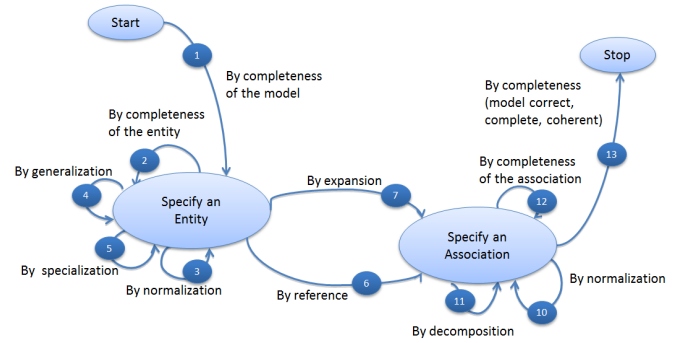 Start
1
By completeness
of the model
Stop
By completeness
(model correct,
complete, coherent)
13
By completeness
of the entity
2
By generalization
4
Specify an
Entity
5
By specialization
3
By normalization
By expansion
7
By reference
6
By completeness
of the association
12
Specify an
Association
By normalization
10
11
By decomposition